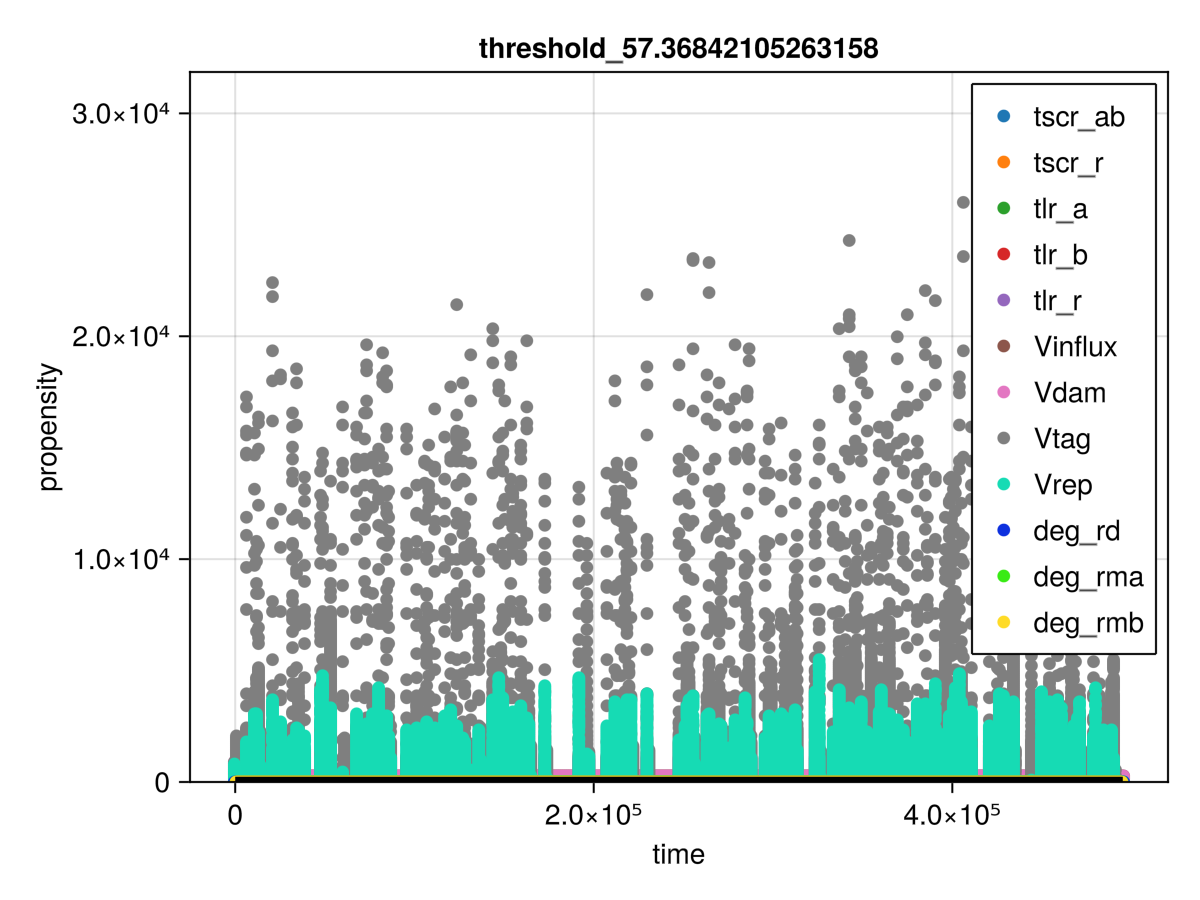 threshold_57.36842105263158
3.0×10⁴
2.0×10⁴
1.0×10⁴
0
propensity
0
2.0×10⁵
4.0×10⁵
time
tscr_ab
tscr_r
tlr_a
tlr_b
tlr_r
Vinflux
Vdam
Vtag
Vrep
deg_rd
deg_rma
deg_rmb